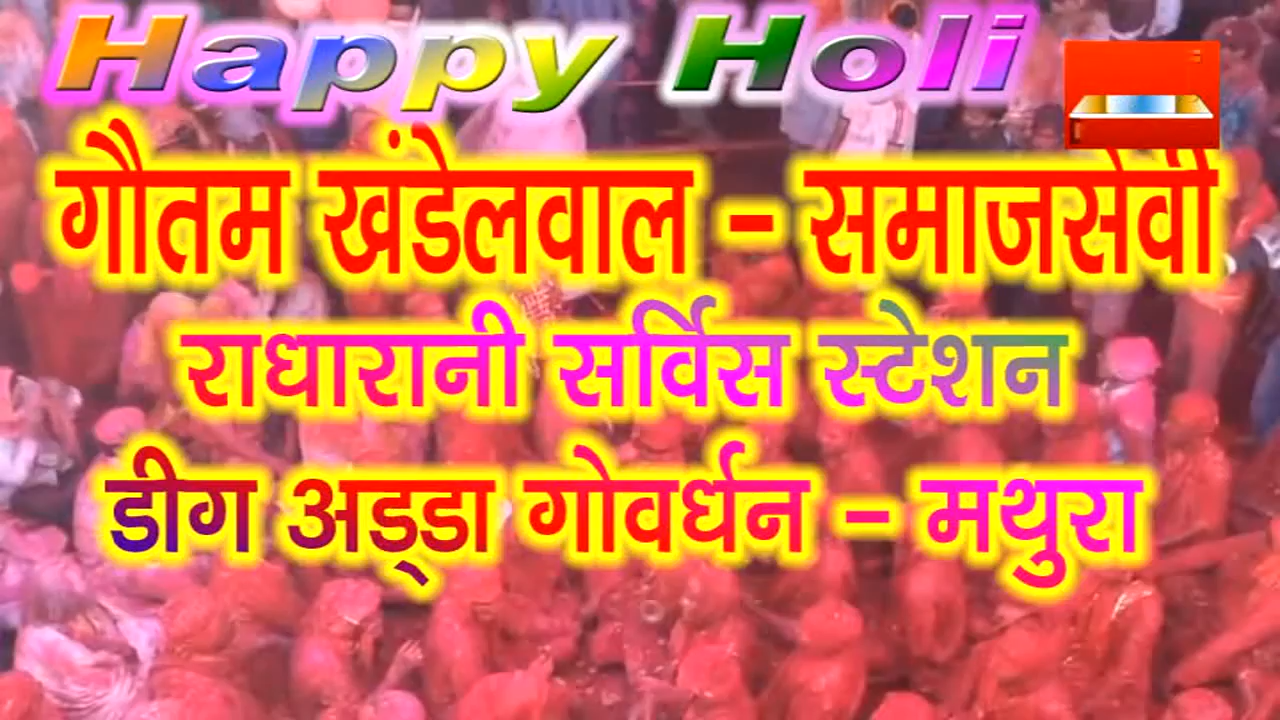 Happy Holi
गौतम खंडेलवाल - समाजसेवी
राधारानी सर्विस स्टेशन
डीग अड्डा गोवर्धन - मथुरा